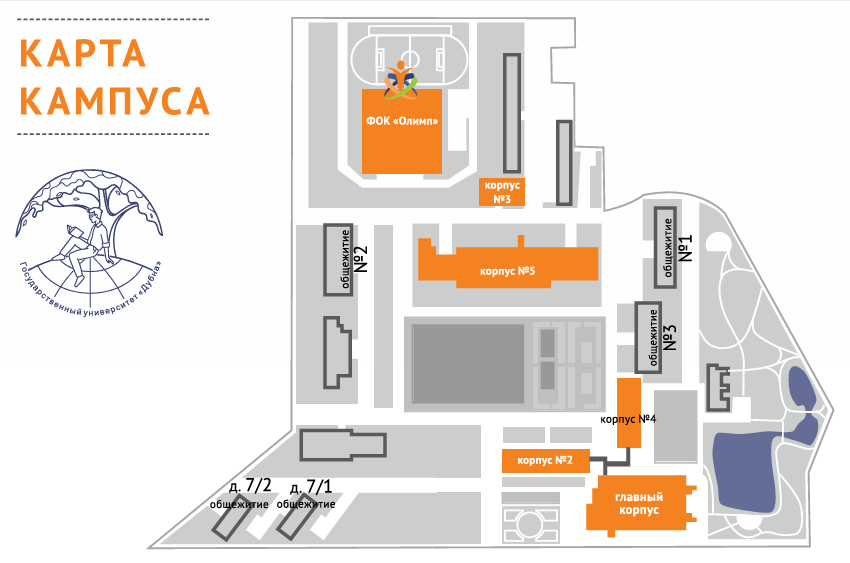 КАРТА
КАМПУСА
Государственный университет «Дубна»
ФОК «Олимп»
корпус
№3
общежитие
№2
корпус №5
общежитие
№1
общежитие
№3
корпус №4
корпус №2
главный
корпус
д. 7/2
общежитие
д. 7/1
общежитие